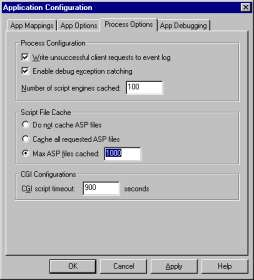 Application Configuration
App Mappings App Options Process Options App Debugging
Process Configuration
Write unsuccessful client requests to event log
Enable debug exception catching
Number of script engines cached: 100
Script File Cache
Do not cache ASP files
Cache all requested ASP files
Max ASP files cached: 1000
CGI Configurations
CGI script timeout: 900 seconds
OK Cancel Apply Help